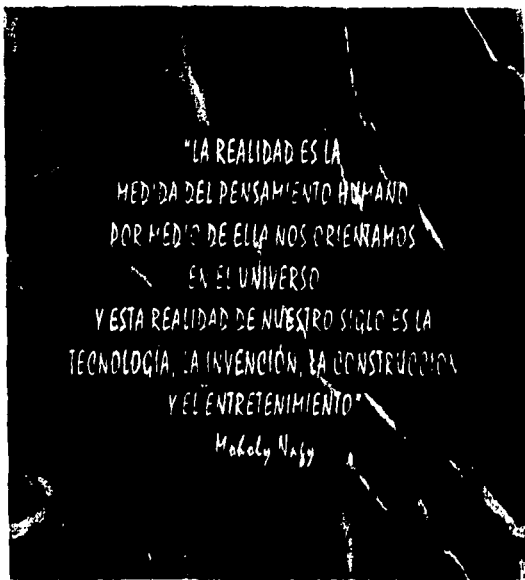 "LA REALIDAD ES LA
MEDIDA DEL PENSAMIENTO HUMANO
POR MEDIO DE ELLA NOS ORIENTAMOS
EN EL UNIVERSO
Y ESTA REALIDAD DE NUESTRO SIGLO ES LA
TECNOLOGÍA, LA INVENCIÓN, LA CONSTRUCCION
Y EL ENTRETENIMIENTO"
Moholy Nagy